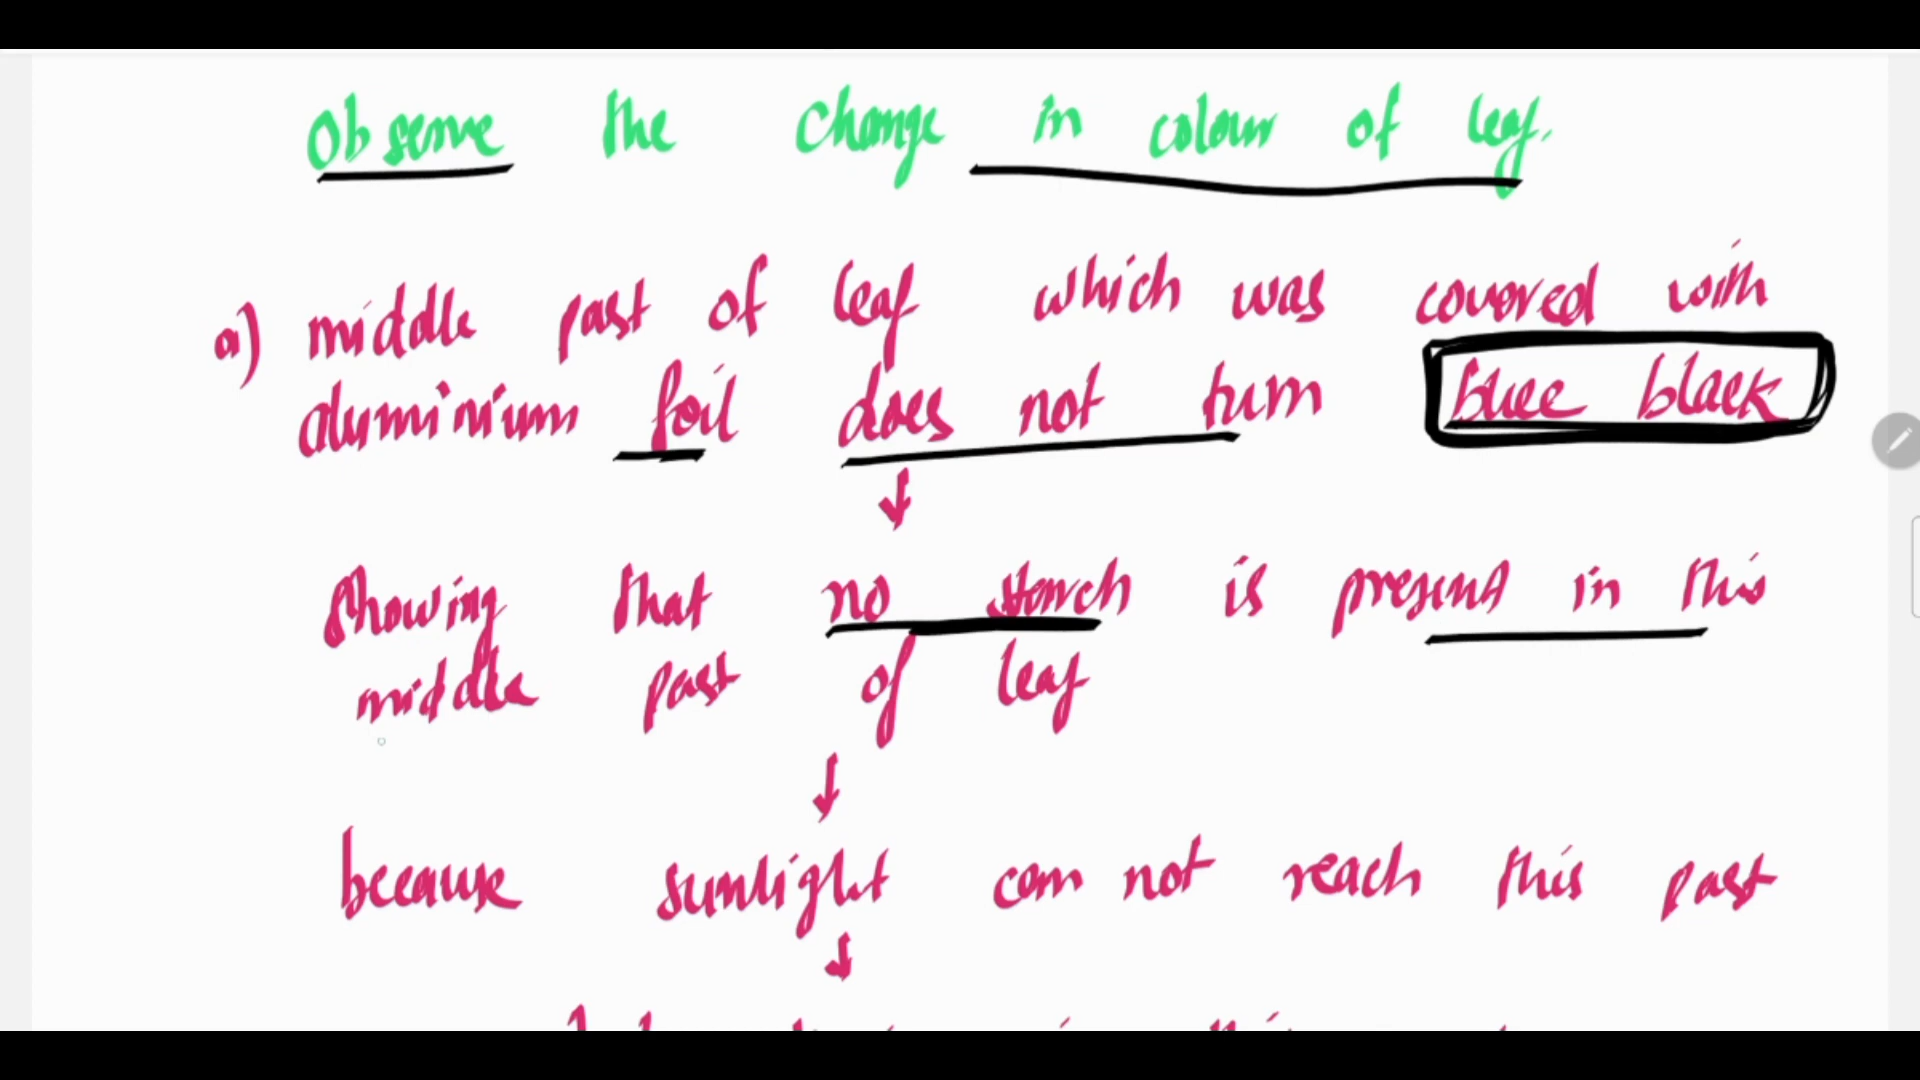 Observe the change in colour of leaf.
a) middle part of leaf which was covered with
aluminium foil does not turn blue black
showing that no starch is present in this
middle part of leaf
because sunlight can not reach this part